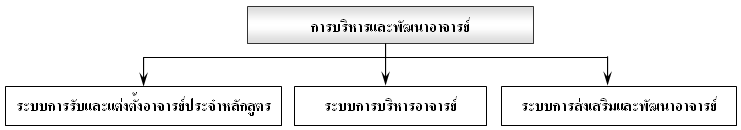 การบริหารและพัฒนาอาจารย์
ระบบการรับและแต่งตั้งอาจารย์ประจำหลักสูตร
ระบบการบริหารอาจารย์
ระบบการส่งเสริมและพัฒนาอาจารย์